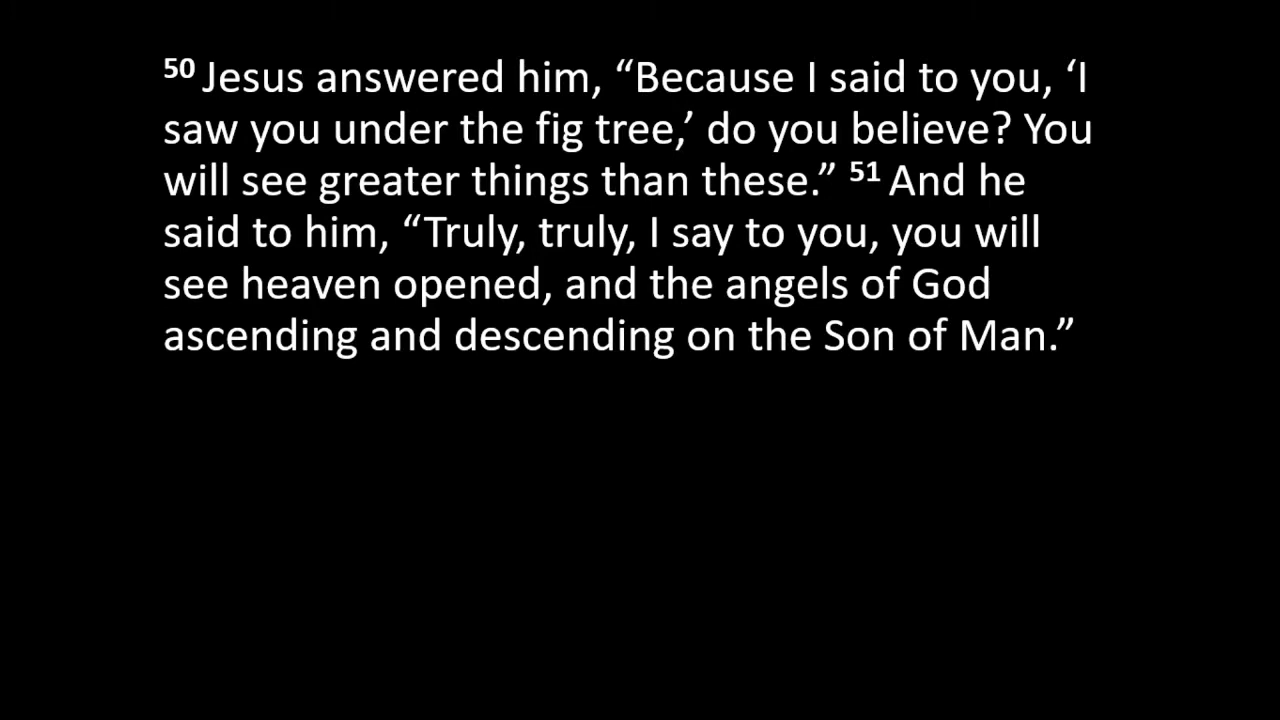 50 Jesus answered him, “Because I said to you, ‘I
saw you under the fig tree,’ do you believe? You
will see greater things than these.” 51 And he
said to him, “Truly, truly, I say to you, you will
see heaven opened, and the angels of God
ascending and descending on the Son of Man.”